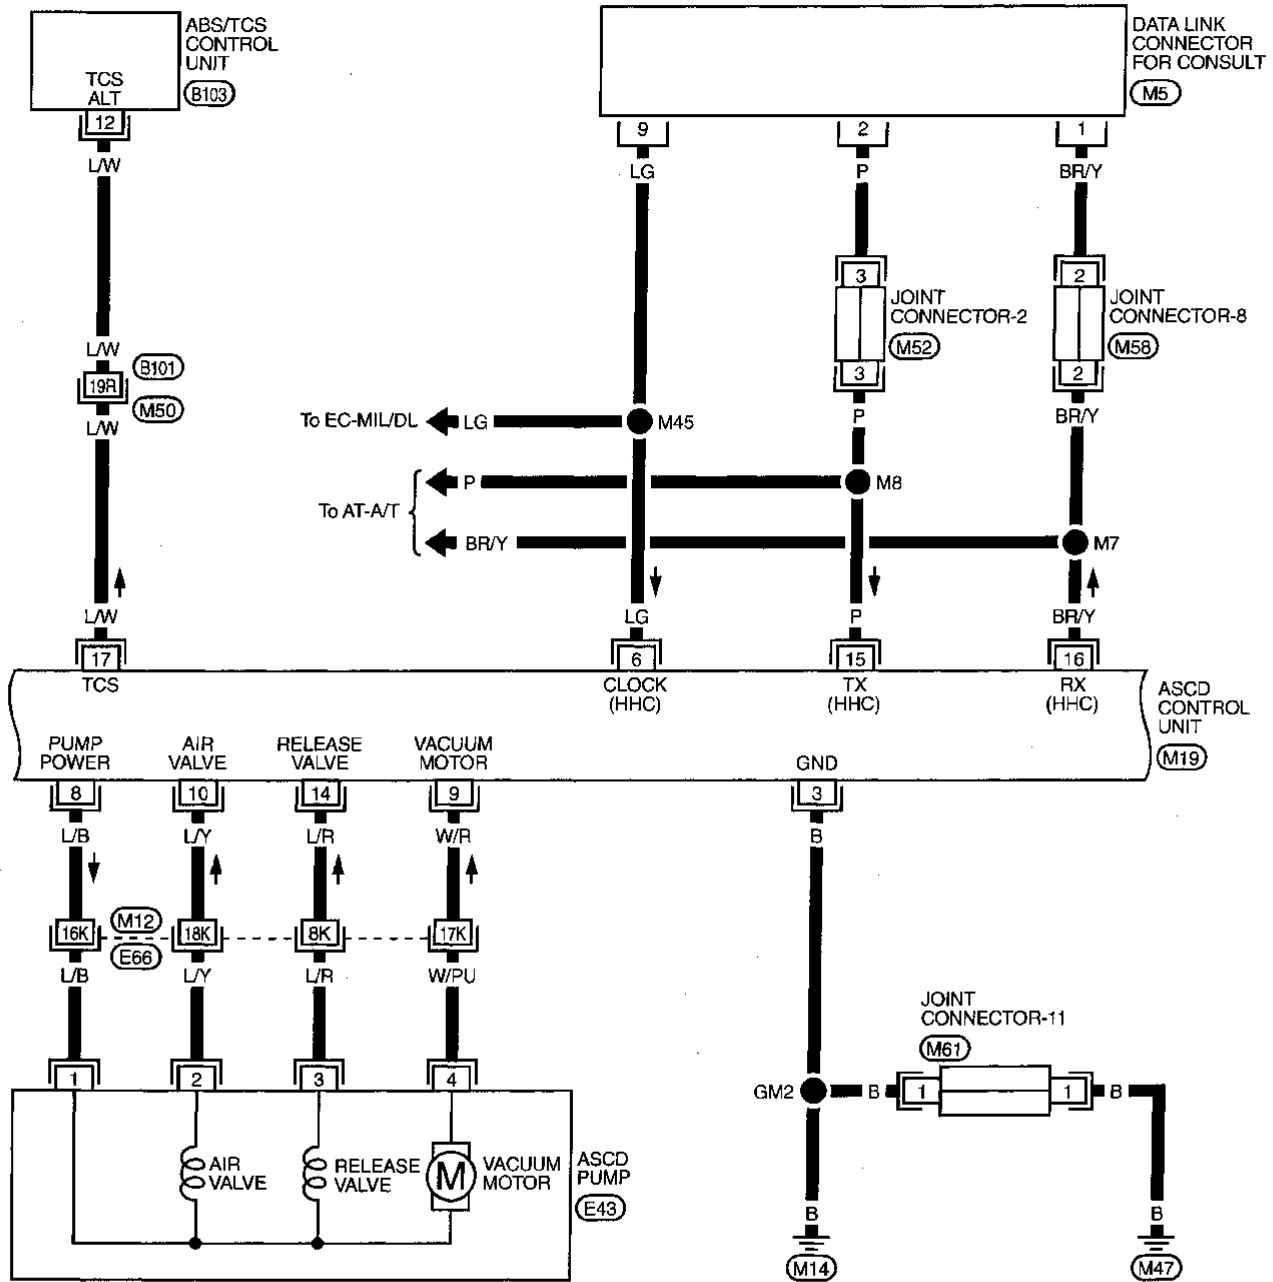 ABS/TCS
CONTROL
UNIT
B103
TCS
ALT
12
L/W
L/W
19R
B101
M50
L/W
L/W
17
TCS
DATA LINK
CONNECTOR
FOR CONSULT
M5
9
2
1
LG
P
BR/Y
3
2
JOINT
CONNECTOR-2
M52
JOINT
CONNECTOR-8
M58
3
2
P
BR/Y
To EC-MIL/DL
LG
M45
To AT-A/T
P
M8
BR/Y
M7
LG
P
BR/Y
6
15
16
CLOCK
(HHC)
TX
(HHC)
RX
(HHC)
ASCD
CONTROL
UNIT
M19
PUMP
POWER
AIR
VALVE
RELEASE
VALVE
VACUUM
MOTOR
GND
8
10
14
9
3
L/B
L/Y
L/R
W/R
B
16K
M12
E66
18K
8K
17K
L/B
L/Y
L/R
W/PU
1
2
3
4
AIR
VALVE
RELEASE
VALVE
M
VACUUM
MOTOR
ASCD
PUMP
E43
JOINT
CONNECTOR-11
M61
GM2
B
1
1
B
B
B
M14
M47